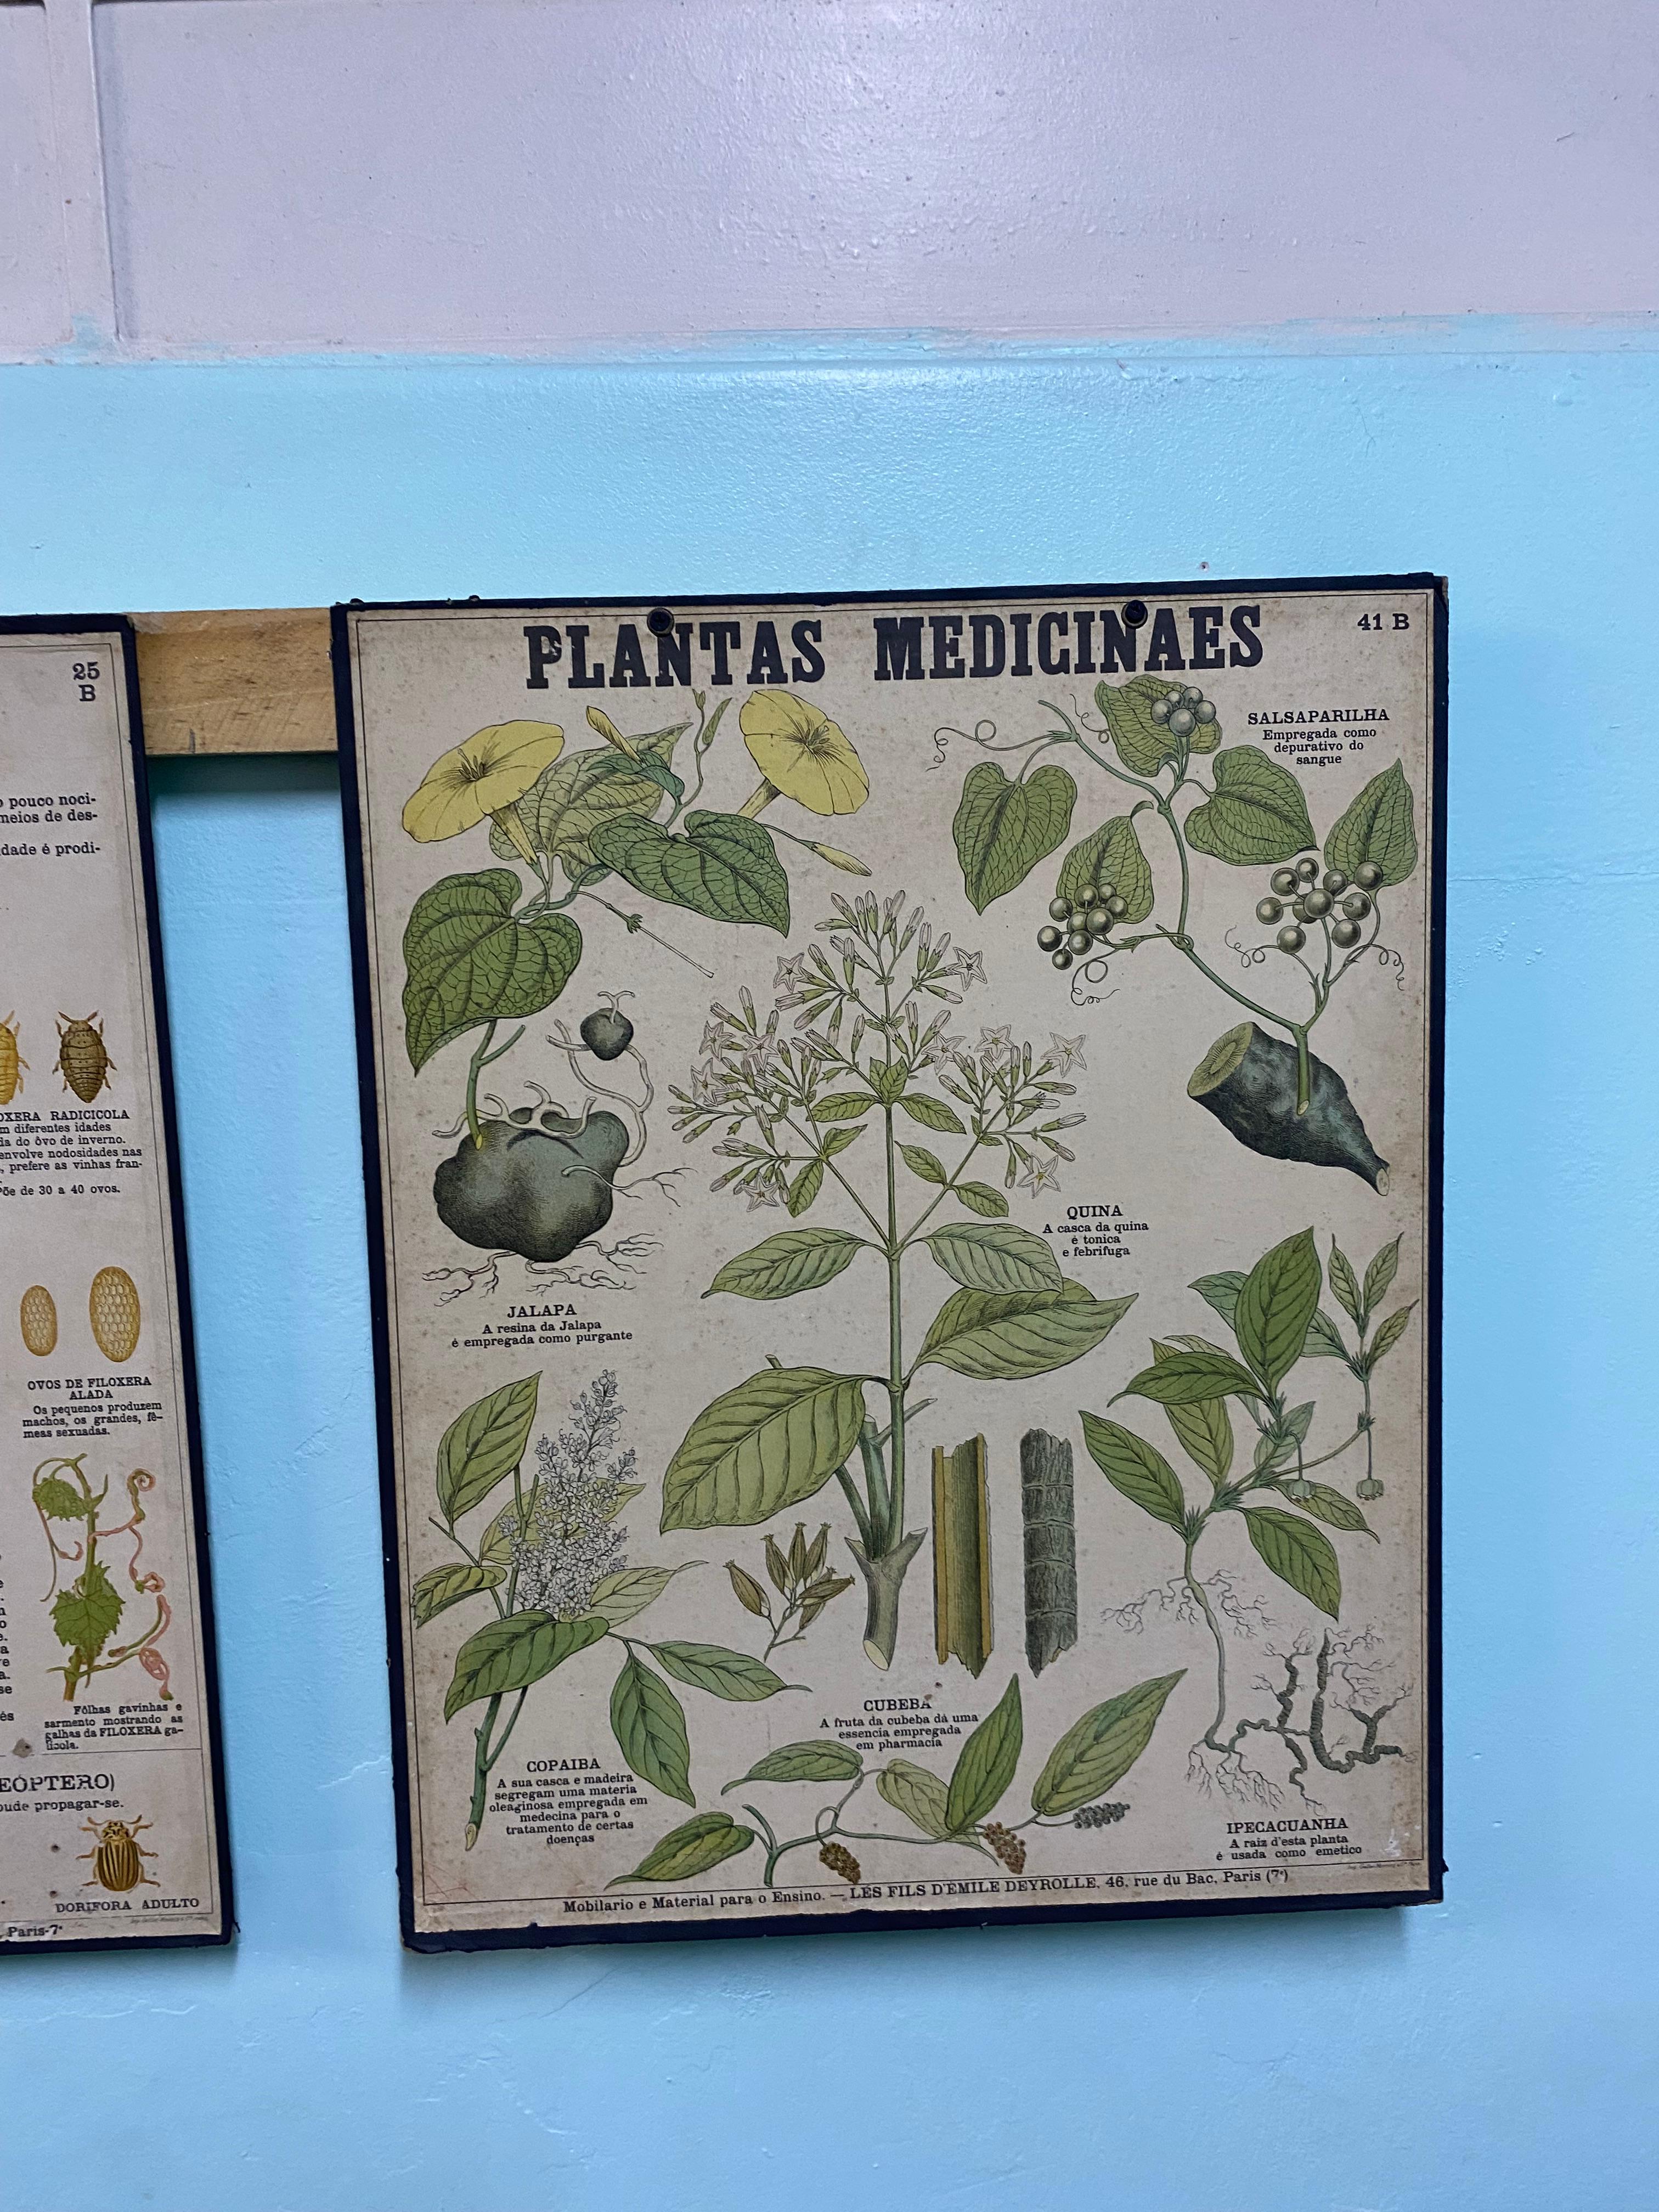 25
B
o pouco noci-
meios de des-
dade é prodi-
OXERA RADICICOLA
m diferentes idades
da do ôvo de inverno.
envolve nodosidades nas
, prefere as vinhas fran-
Põe de 30 a 40 ovos.
OVOS DE FILOXERA
ALADA
Os pequenos produzem
machos, os grandes, fê-
meas sexuadas.
Fôlhas gavinhas e
sarmento mostrando as
galhas da FILOXERA ga-
lícola.
EÓPTERO)
pude propagar-se.
DORIFORA ADULTO
, Paris-7ᵉ
PLANTAS MEDICINAES
41 B
SALSAPARILHA
Empregada como
depurativo do
sangue
QUINA
A casca da quina
é tonica
e febrifuga
JALAPA
A resina da Jalapa
é empregada como purgante
CUBEBA
A fruta da cubeba dá uma
essencia empregada
em pharmacia
COPAIBA
A sua casca e madeira
segregam uma materia
oleaginosa empregada em
medecina para o
tratamento de certas
doenças
IPECACUANHA
A raiz d'esta planta
é usada como emetico
Mobilario e Material para o Ensino. — LES FILS D'ÉMILE DEYROLLE, 46, rue du Bac, Paris (7ᵉ)